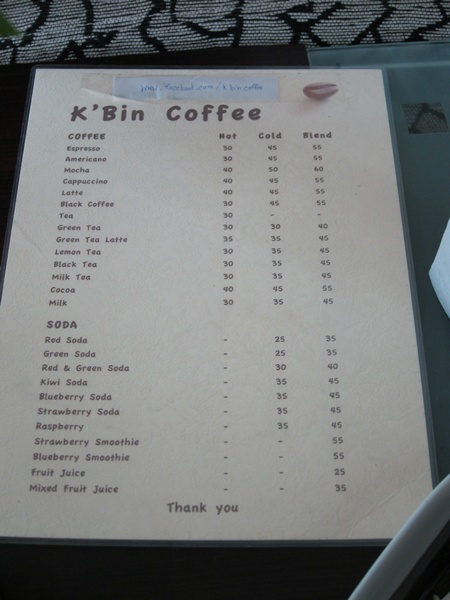 www.facebook.com/k bin coffee
K'Bin Coffee
COFFEE Hot Cold Blend
Espresso 30 45 55
Americano 30 45 55
Mocha 40 50 60
Cappuccino 40 45 55
Latte 40 45 55
Black Coffee 30 45 55
Tea 30 - -
Green Tea 30 30 40
Green Tea Latte 35 35 45
Lemon Tea 30 35 45
Black Tea 30 35 45
Milk Tea 30 35 45
Cocoa 40 45 55
Milk 30 35 45
SODA
Red Soda - 25 35
Green Soda - 25 35
Red & Green Soda - 30 40
Kiwi Soda - 35 45
Blueberry Soda - 35 45
Strawberry Soda - 35 45
Raspberry - 35 45
Strawberry Smoothie - - 55
Blueberry Smoothie - - 55
Fruit Juice - - 25
Mixed Fruit Juice - - 35
Thank you